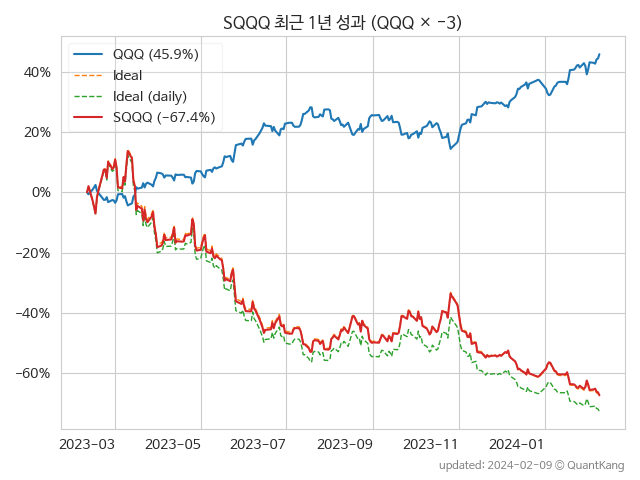 SQQQ 최근 1년 성과 (QQQ × −3)
QQQ (45.9%)
Ideal
Ideal (daily)
SQQQ (−67.4%)
40%
20%
0%
−20%
−40%
−60%
2023-03 2023-05 2023-07 2023-09 2023-11 2024-01
updated: 2024-02-09 © QuantKang